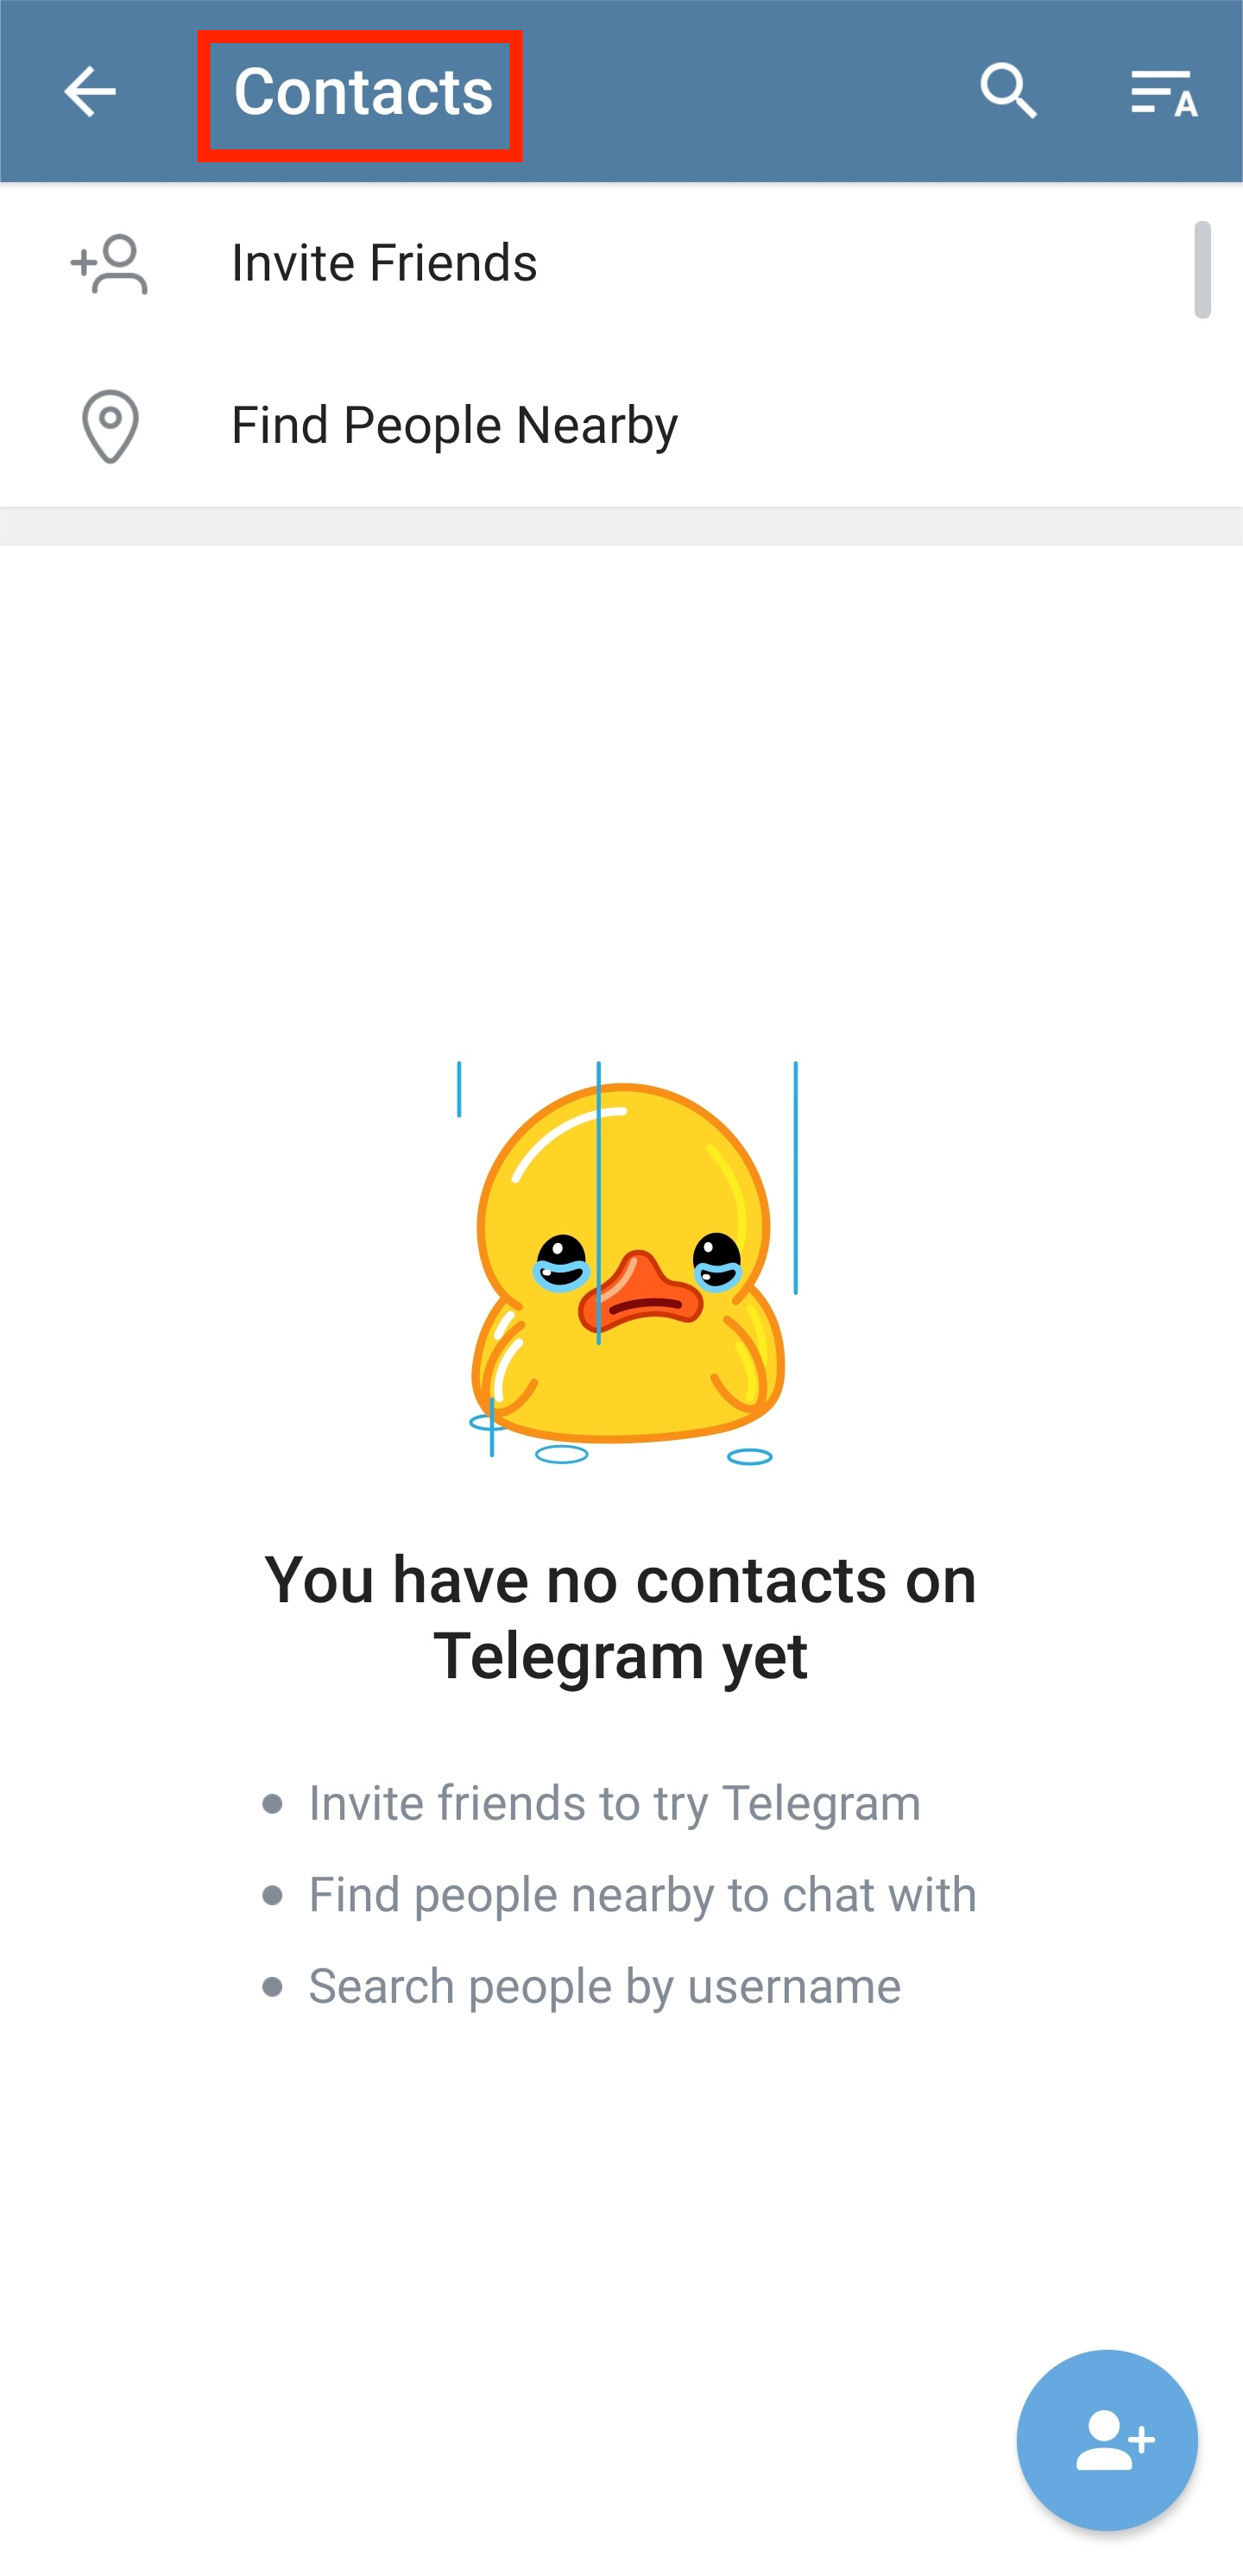 Contacts
A
Invite Friends
Find People Nearby
You have no contacts on
Telegram yet
• Invite friends to try Telegram
• Find people nearby to chat with
• Search people by username